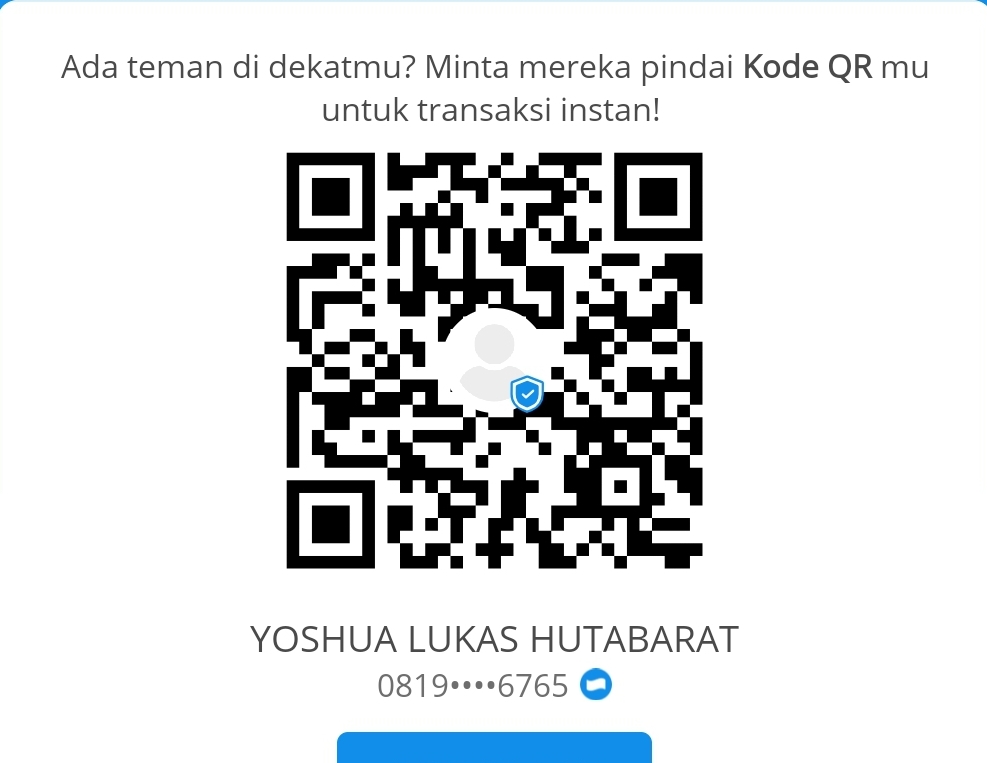 Ada teman di dekatmu? Minta mereka pindai Kode QR mu
untuk transaksi instan!
YOSHUA LUKAS HUTABARAT
0819••••6765